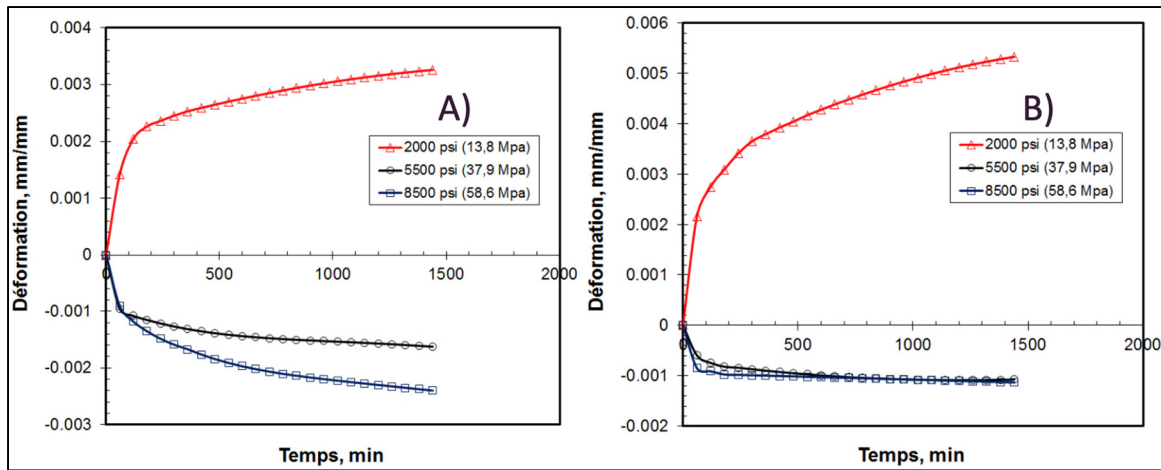 A)
0.004
0.003
0.002
0.001
0
-0.001
-0.002
-0.003
0
500
1000
1500
2000
Déformation, mm/mm
Temps, min
2000 psi (13,8 Mpa)
5500 psi (37,9 Mpa)
8500 psi (58,6 Mpa)
B)
0.006
0.005
0.004
0.003
0.002
0.001
0
-0.001
-0.002
0
500
1000
1500
2000
Déformation, mm/mm
Temps, min
2000 psi (13,8 Mpa)
5500 psi (37,9 Mpa)
8500 psi (58,6 Mpa)